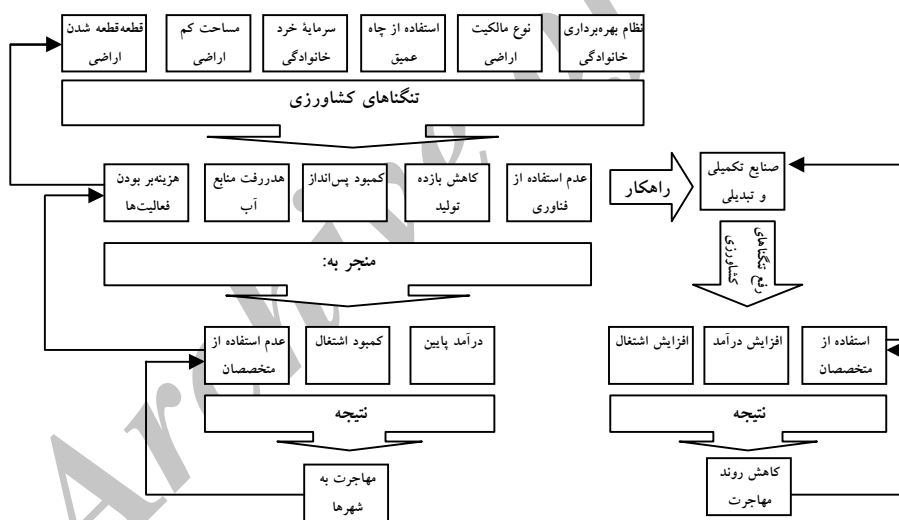 نظام بهره‌برداری
خانوادگی
نوع مالکیت
اراضی
استفاده از چاه
عمیق
سرمایهٔ خرد
خانوادگی
مساحت کم
اراضی
قطعه‌قطعه شدن
اراضی
تنگناهای کشاورزی
عدم استفاده از
فناوری
کاهش بازده
تولید
کمبود پس‌انداز
هدررفت منابع
آب
هزینه‌بر بودن
فعالیت‌ها
راهکار
صنایع تکمیلی
و تبدیلی
منجر به:
رفع تنگناهای
کشاورزی
درآمد پایین
کمبود اشتغال
عدم استفاده از
متخصصان
استفاده از
متخصصان
افزایش درآمد
افزایش اشتغال
نتیجه
نتیجه
مهاجرت به
شهرها
کاهش روند
مهاجرت